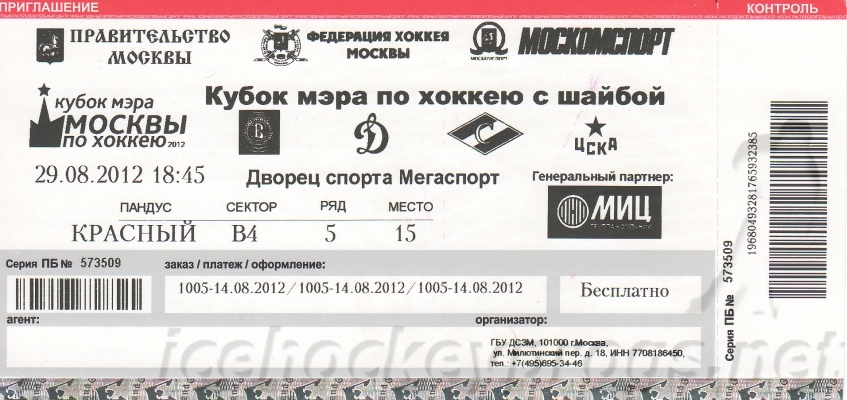 ПРИГЛАШЕНИЕ
КОНТРОЛЬ
ПРАВИТЕЛЬСТВО
МОСКВЫ
ФЕДЕРАЦИЯ ХОККЕЯ
МОСКВЫ
МОСКОМСПОРТ
МОСКОМСПОРТ
КУБОК МЭРА
МОСКВЫ
ПО ХОККЕЮ 2012
Кубок мэра по хоккею с шайбой
Д
С
ЦСКА
29.08.2012 18:45
Дворец спорта Мегаспорт
Генеральный партнер:
МИЦ
ГРУППА КОМПАНИЙ
ПАНДУС СЕКТОР РЯД МЕСТО
КРАСНЫЙ В4 5 15
Серия ПБ № 573509
заказ / платеж / оформление:
1005-14.08.2012/1005-14.08.2012/1005-14.08.2012
Бесплатно
агент:
организатор:
ГБУ ДСЗМ, 101000 г.Москва,
ул. Милютинский пер. д. 18, ИНН 7708186450,
тел.: +7(495)695-34-46
Серия ПБ № 573509
19680493281765932385